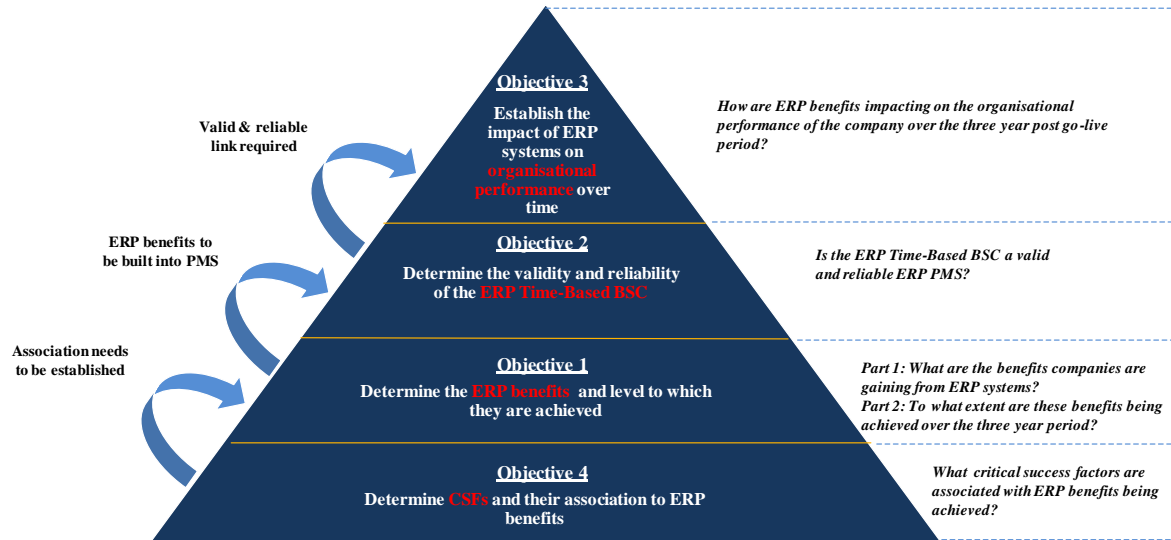 Objective 3
Establish the
impact of ERP
systems on
organisational
performance over
time
How are ERP benefits impacting on the organisational
performance of the company over the three year post go-live
period?
Valid & reliable
link required
Objective 2
Determine the validity and reliability
of the ERP Time-Based BSC
Is the ERP Time-Based BSC a valid
and reliable ERP PMS?
ERP benefits to
be built into PMS
Objective 1
Determine the ERP benefits and level to which
they are achieved
Part 1: What are the benefits companies are
gaining from ERP systems?
Part 2: To what extent are these benefits being
achieved over the three year period?
Association needs
to be established
Objective 4
Determine CSFs and their association to ERP
benefits
What critical success factors are
associated with ERP benefits being
achieved?